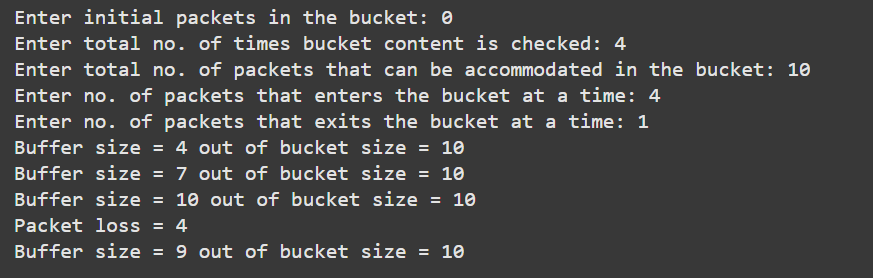 Enter initial packets in the bucket: 0
Enter total no. of times bucket content is checked: 4
Enter total no. of packets that can be accommodated in the bucket: 10
Enter no. of packets that enters the bucket at a time: 4
Enter no. of packets that exits the bucket at a time: 1
Buffer size = 4 out of bucket size = 10
Buffer size = 7 out of bucket size = 10
Buffer size = 10 out of bucket size = 10
Packet loss = 4
Buffer size = 9 out of bucket size = 10